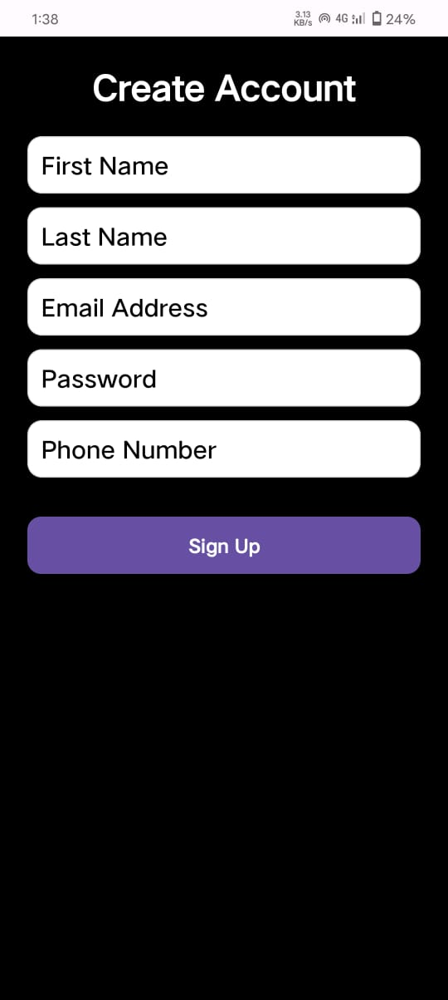 1:38
3.13
KB/s
4G
24%
Create Account
First Name
Last Name
Email Address
Password
Phone Number
Sign Up